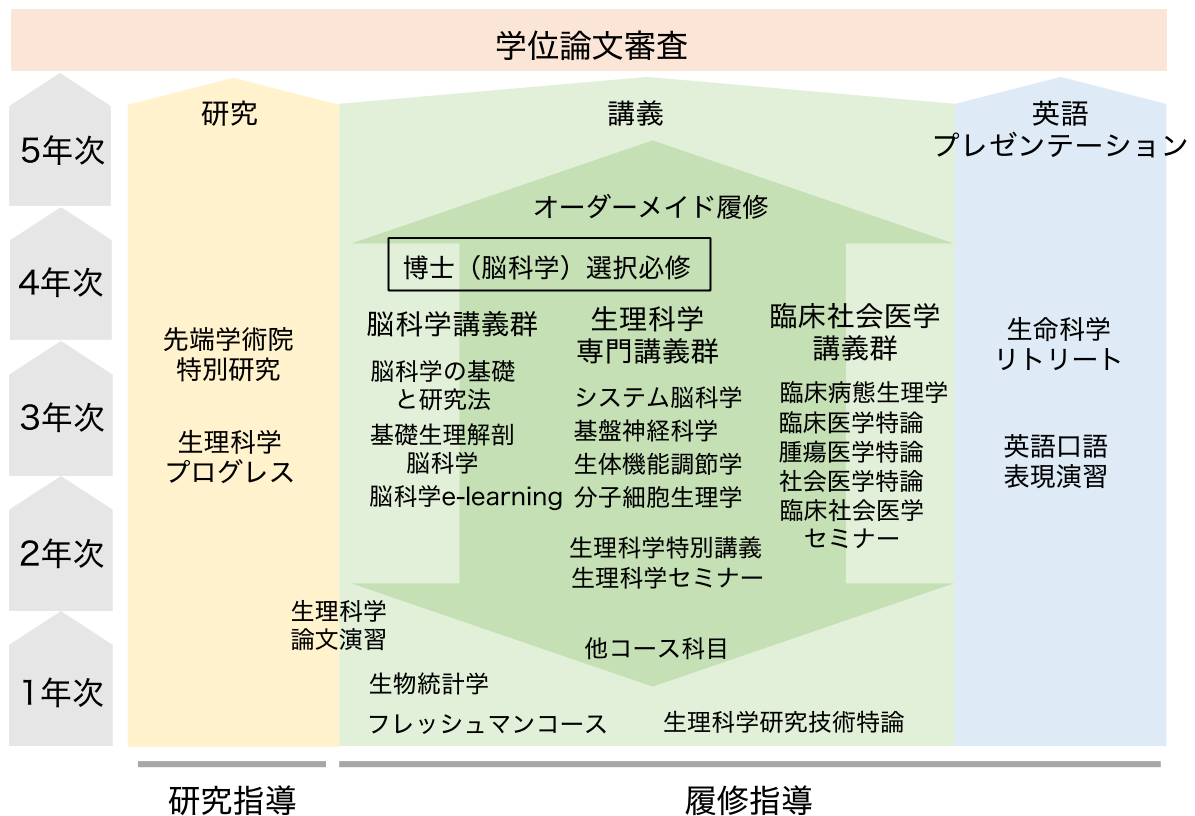 学位論文審査
5年次
4年次
3年次
2年次
1年次
研究
先端学術院
特別研究
生理科学
プログレス
生理科学
論文演習
講義
オーダーメイド履修
博士（脳科学）選択必修
脳科学講義群
脳科学の基礎
と研究法
基礎生理解剖
脳科学
脳科学e-learning
生理科学
専門講義群
システム脳科学
基盤神経科学
生体機能調節学
分子細胞生理学
生理科学特別講義
生理科学セミナー
臨床社会医学
講義群
臨床病態生理学
臨床医学特論
腫瘍医学特論
社会医学特論
臨床社会医学
セミナー
他コース科目
生物統計学
フレッシュマンコース
生理科学研究技術特論
英語
プレゼンテーション
生命科学
リトリート
英語口語
表現演習
研究指導
履修指導